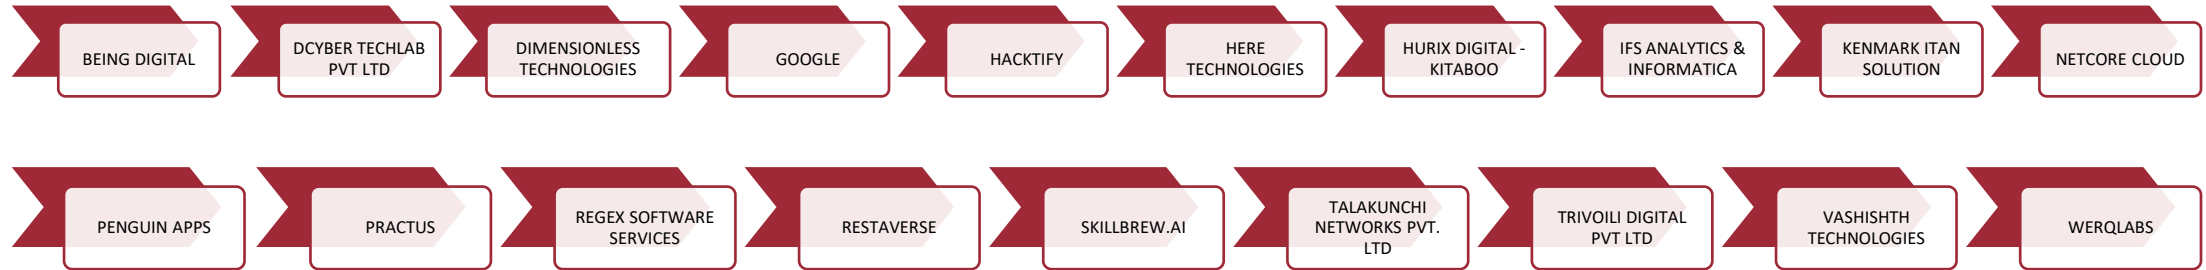 BEING DIGITAL
DCYBER TECHLAB
PVT LTD
DIMENSIONLESS
TECHNOLOGIES
GOOGLE
HACKTIFY
HERE
TECHNOLOGIES
HURIX DIGITAL -
KITABOO
IFS ANALYTICS &
INFORMATICA
KENMARK ITAN
SOLUTION
NETCORE CLOUD
PENGUIN APPS
PRACTUS
REGEX SOFTWARE
SERVICES
RESTAVERSE
SKILLBREW.AI
TALAKUNCHI
NETWORKS PVT.
LTD
TRIVOILI DIGITAL
PVT LTD
VASHISHTH
TECHNOLOGIES
WERQLABS